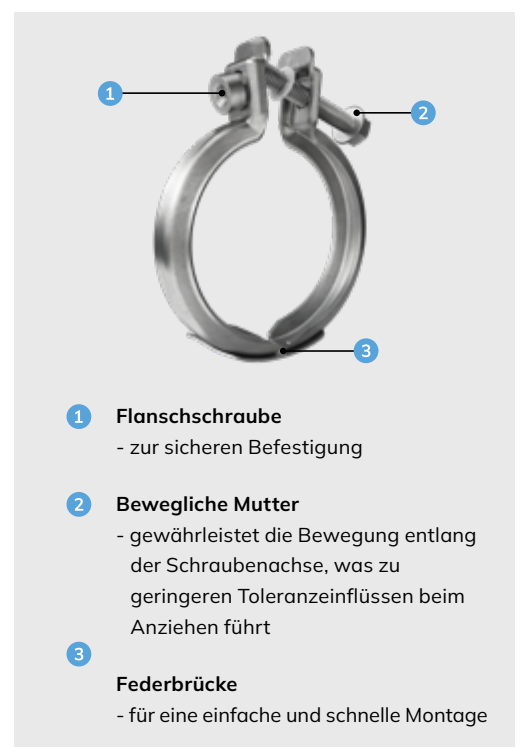 1
2
3
1 Flanschschraube
- zur sicheren Befestigung
2 Bewegliche Mutter
- gewährleistet die Bewegung entlang
der Schraubenachse, was zu
geringeren Toleranzeinflüssen beim
Anziehen führt
3
Federbrücke
- für eine einfache und schnelle Montage